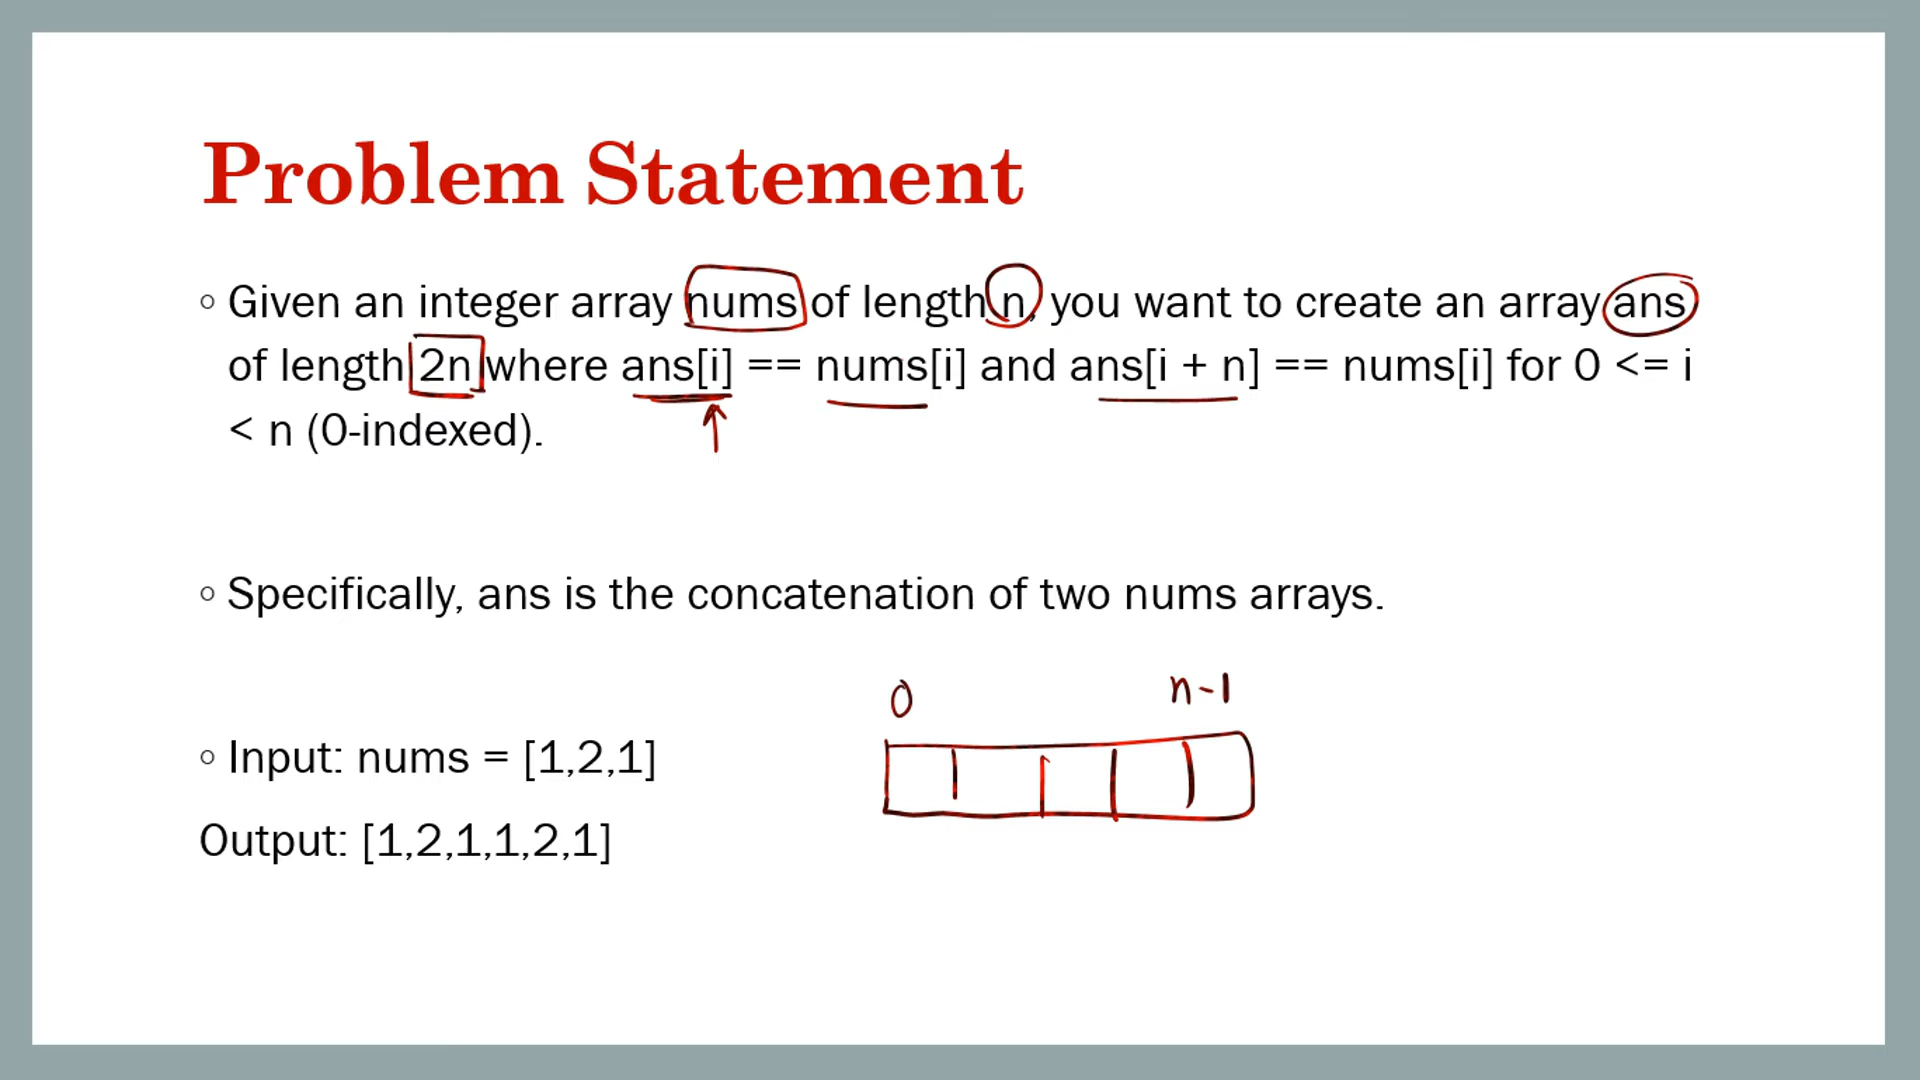 Problem Statement
◦ Given an integer array nums of length n, you want to create an array ans
of length 2n where ans[i] == nums[i] and ans[i + n] == nums[i] for 0 <= i
< n (0-indexed).
◦ Specifically, ans is the concatenation of two nums arrays.
0 n-1
◦ Input: nums = [1,2,1]
Output: [1,2,1,1,2,1]